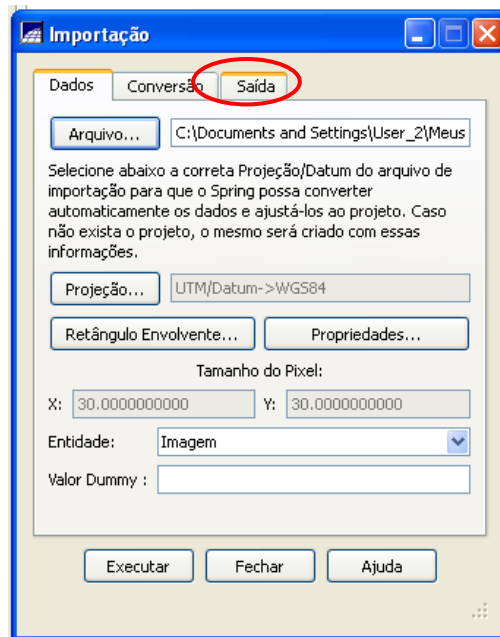 Importação
Dados Conversão Saída
Arquivo... C:\Documents and Settings\User_2\Meus
Selecione abaixo a correta Projeção/Datum do arquivo de
importação para que o Spring possa converter
automaticamente os dados e ajustá-los ao projeto. Caso
não exista o projeto, o mesmo será criado com essas
informações.
Projeção... UTM/Datum->WGS84
Retângulo Envolvente... Propriedades...
Tamanho do Pixel:
X: 30.0000000000 Y: 30.0000000000
Entidade: Imagem
Valor Dummy :
Executar Fechar Ajuda